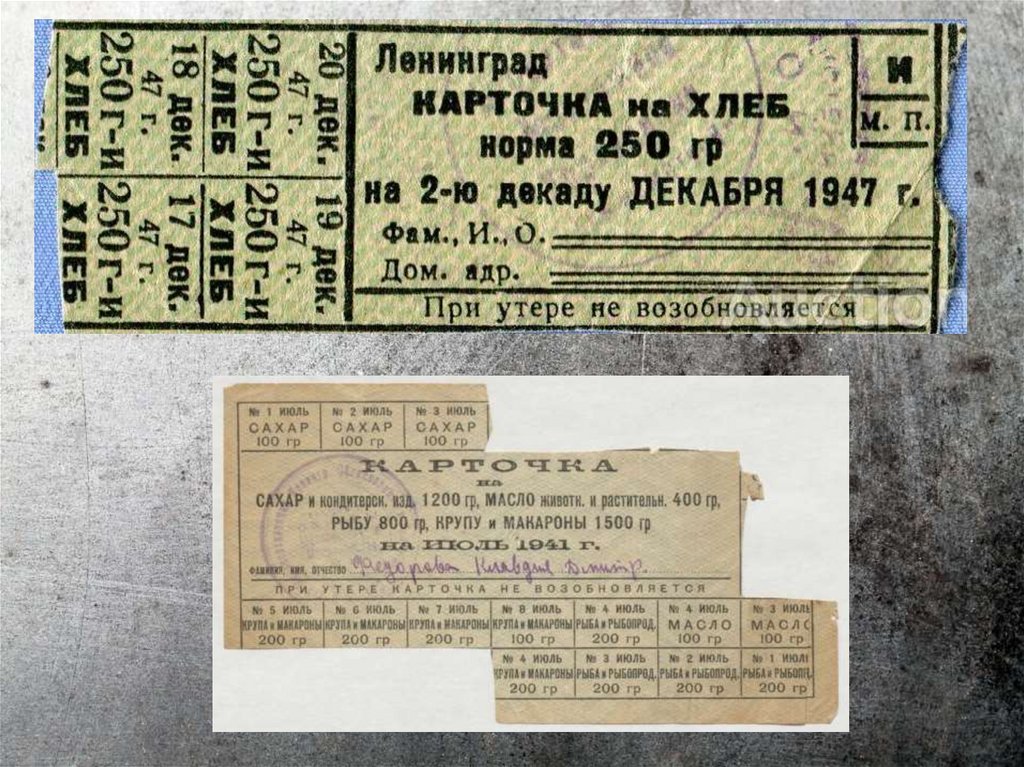 20 дек.
47 г.
250 г-и
ХЛЕБ
18 дек.
47 г.
250 г-и
ХЛЕБ
19 дек.
47 г.
250 г-и
ХЛЕБ
17 дек.
47 г.
250 г-и
ХЛЕБ
Ленинград
КАРТОЧКА на ХЛЕБ
норма 250 гр
на 2-ю декаду ДЕКАБРЯ 1947 г.
Фам., И., О.
Дом. адр.
При утере не возобновляется
И
М. П.
Auctio
№ 1 ИЮЛЬ № 2 ИЮЛЬ № 3 ИЮЛЬ
САХАР САХАР САХАР
100 гр 100 гр 100 гр
КАРТОЧКА
на
САХАР и кондитерск. изд. 1200 гр, МАСЛО животн. и растительн. 400 гр,
РЫБУ 800 гр, КРУПУ и МАКАРОНЫ 1500 гр
на ИЮЛЬ 1941 г.
ФАМИЛИЯ, ИМЯ, ОТЧЕСТВО Федорова Клавдия Дмитр.
ПРИ УТЕРЕ КАРТОЧКА НЕ ВОЗОБНОВЛЯЕТСЯ
№ 5 ИЮЛЬ № 6 ИЮЛЬ № 7 ИЮЛЬ № 8 ИЮЛЬ № 4 ИЮЛЬ № 4 ИЮЛЬ № 3 ИЮЛЬ
КРУПА и МАКАРОНЫ КРУПА и МАКАРОНЫ КРУПА и МАКАРОНЫ КРУПА и МАКАРОНЫ РЫБА и РЫБОПРОД. МАСЛО МАСЛО
200 гр 200 гр 200 гр 100 гр 200 гр 100 гр 100 гр
№ 4 ИЮЛЬ № 3 ИЮЛЬ № 2 ИЮЛЬ № 1 ИЮЛЬ
КРУПА и МАКАРОНЫ РЫБА и РЫБОПРОД. РЫБА и РЫБОПРОД. РЫБА и РЫБОПРОД.
200 гр 200 гр 200 гр 200 гр